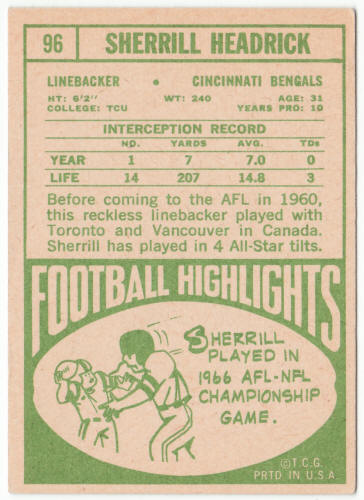 96 SHERRILL HEADRICK
LINEBACKER • CINCINNATI BENGALS
HT: 6'2" WT: 240 AGE: 31
COLLEGE: TCU YEARS PRO: 10
INTERCEPTION RECORD
NO. YARDS AVG. TDs
YEAR 1 7 7.0 0
LIFE 14 207 14.8 3
Before coming to the AFL in 1960,
this reckless linebacker played with
Toronto and Vancouver in Canada.
Sherrill has played in 4 All-Star tilts.
FOOTBALL HIGHLIGHTS
SHERRILL
PLAYED IN
1966 AFL-NFL
CHAMPIONSHIP
GAME.
© T.C.G.
PRTD IN U.S.A